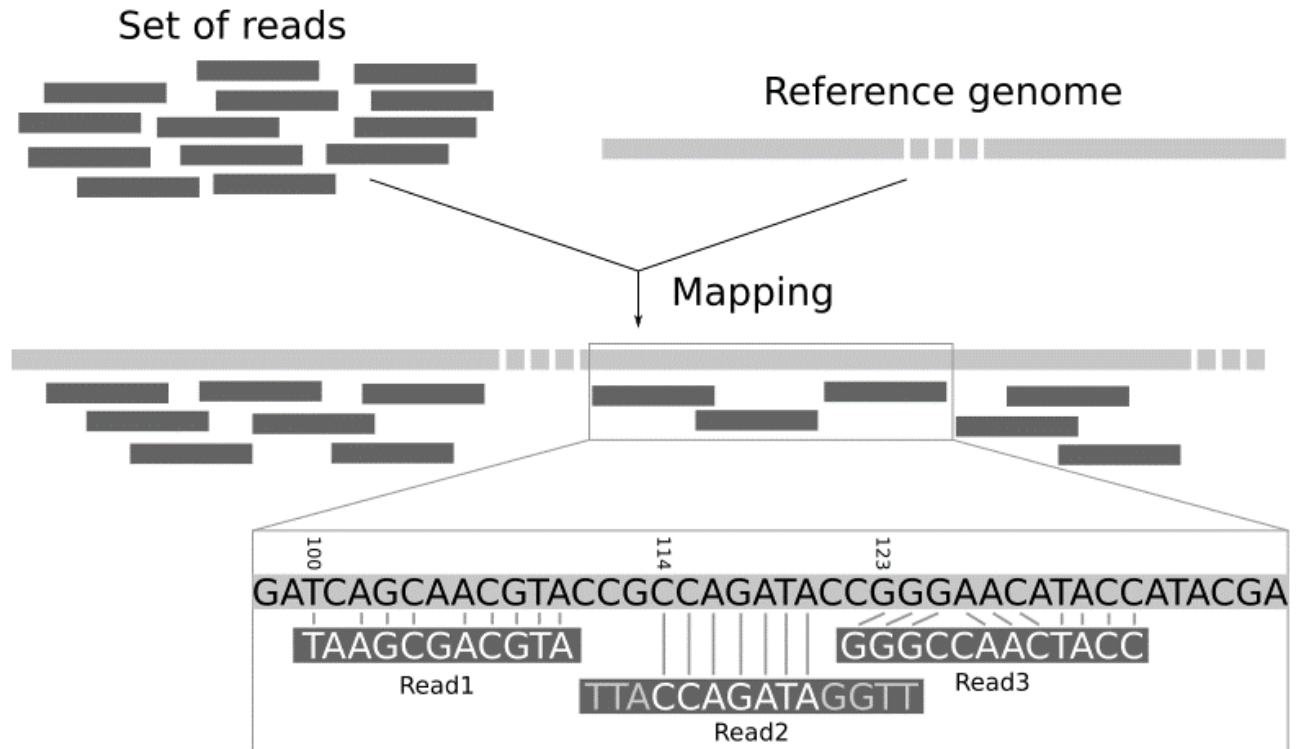 Set of reads
Reference genome
Mapping
100 114 123
GATCAGCAACGTACCGCCAGATACCGGGAACATACCATACGA
TAAGCGACGTA GGGCCAACTACC
Read1 Read3
TTACCAGATAGGTT
Read2